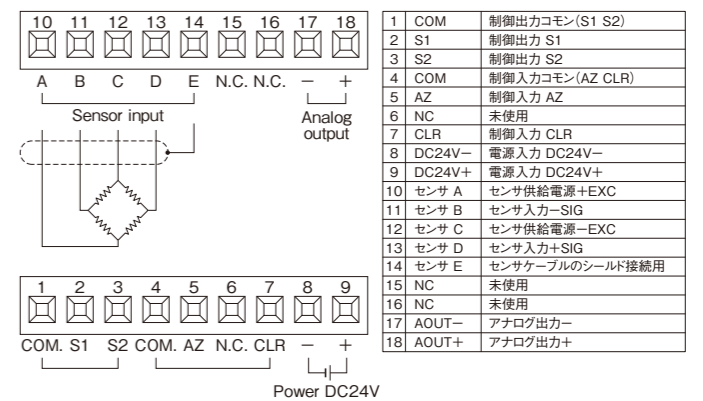 10 11 12 13 14 15 16 17 18
A B C D E N.C. N.C. － ＋
Sensor input
Analog
output
1 2 3 4 5 6 7 8 9
COM. S1 S2 COM. AZ N.C. CLR － ＋
Power DC24V
1 COM 制御出力コモン（S1 S2）
2 S1 制御出力 S1
3 S2 制御出力 S2
4 COM 制御入力コモン（AZ CLR）
5 AZ 制御入力 AZ
6 NC 未使用
7 CLR 制御入力 CLR
8 DC24V－ 電源入力 DC24V－
9 DC24V＋ 電源入力 DC24V＋
10 センサ A センサ供給電源＋EXC
11 センサ B センサ入力－SIG
12 センサ C センサ供給電源－EXC
13 センサ D センサ入力＋SIG
14 センサ E センサケーブルのシールド接続用
15 NC 未使用
16 NC 未使用
17 AOUT－ アナログ出力－
18 AOUT＋ アナログ出力＋